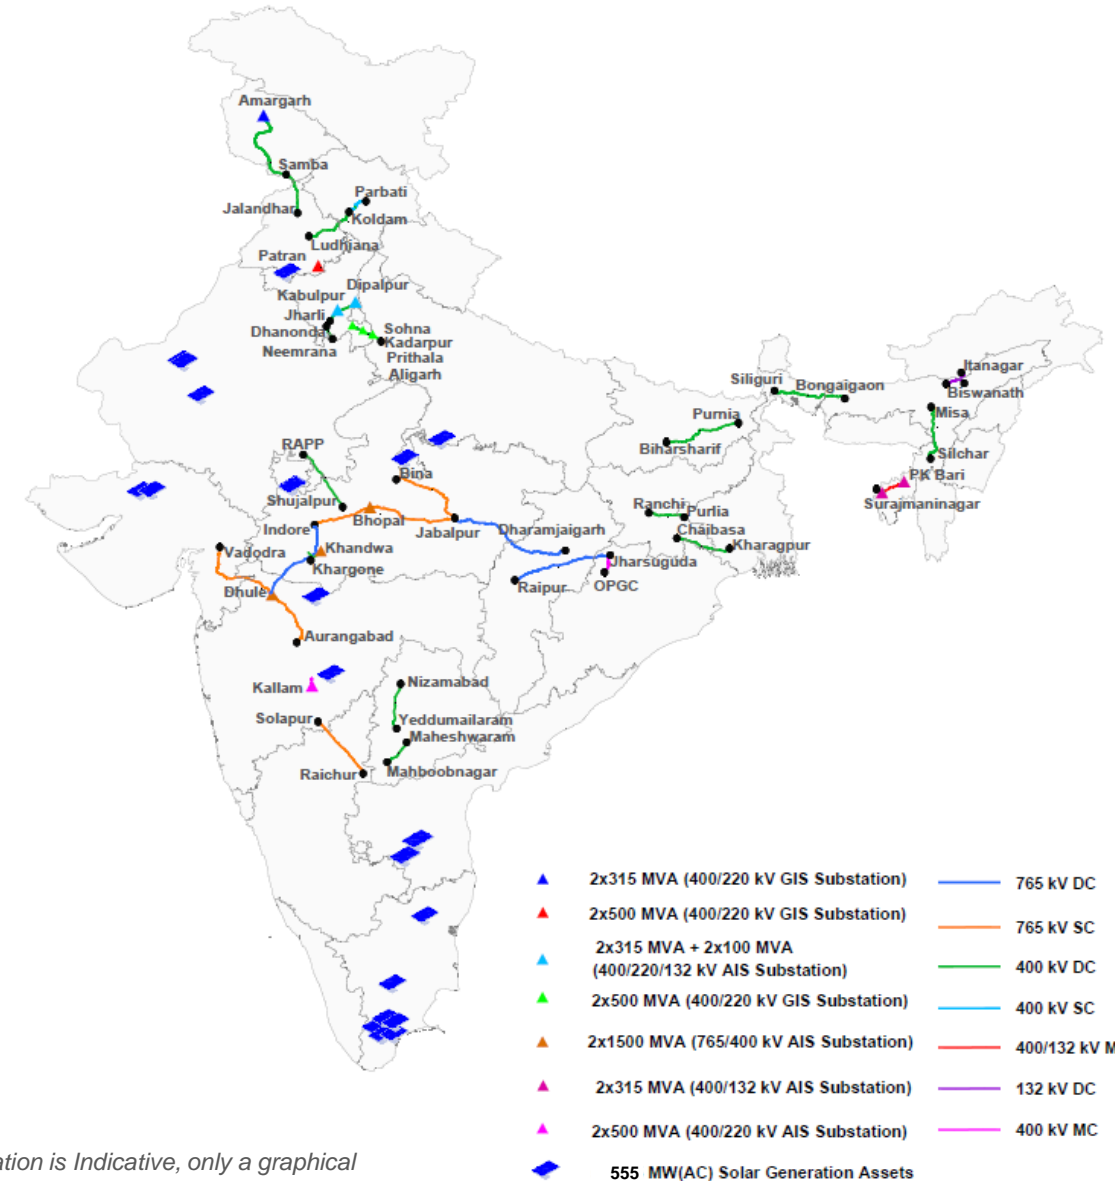 Amargarh
Samba
Parbati
Jalandhar
Koldam
Ludhiana
Patran
Dipalpur
Kabulpur
Jharli
Dhanonda
Sohna
Neemrana
Kadarpur
Prithala
Aligarh
Itanagar
Siliguri
Bongaigaon
Biswanath
Misa
Purnia
RAPP
Biharsharif
Silchar
Bina
PK Bari
Shujalpur
Surajmaninagar
Ranchi
Purlia
Bhopal
Indore
Jabalpur
Dharamjaigarh
Chaibasa
Kharagpur
Vadodra
Khandwa
Khargone
Jharsuguda
Raipur
OPGC
Dhule
Aurangabad
Kallam
Nizamabad
Solapur
Yeddumailaram
Maheshwaram
Raichur
Mahboobnagar
2x315 MVA (400/220 kV GIS Substation)
765 kV DC
2x500 MVA (400/220 kV GIS Substation)
765 kV SC
2x315 MVA + 2x100 MVA
(400/220/132 kV AIS Substation)
400 kV DC
2x500 MVA (400/220 kV GIS Substation)
400 kV SC
2x1500 MVA (765/400 kV AIS Substation)
400/132 kV M
2x315 MVA (400/132 kV AIS Substation)
132 kV DC
2x500 MVA (400/220 kV AIS Substation)
400 kV MC
ation is Indicative, only a graphical
555 MW(AC) Solar Generation Assets